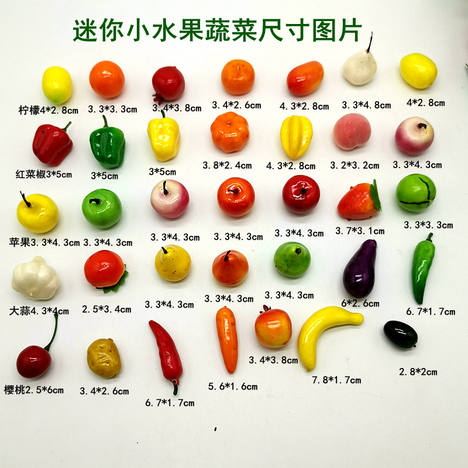 迷你小水果蔬菜尺寸图片
柠檬4*2.8cm 3.3*3.3cm 3.4*3.8cm 3.4*2.6cm 4.3*2.8cm 3.3*4.8cm 4*2.8cm
红菜椒3*5cm 3*5cm 3*5cm 3.8*2.4cm 4.3*2.8cm 3.2*3.2cm 3.3*4.3cm
苹果3.3*4.3cm 3.3*4.3cm 3.3*4.3cm 3.3*4.3cm 3.3*4.3cm 3.7*3.1cm 3.3*3.3cm
大蒜4.3*4cm 2.5*3.4cm 3.3*4.3cm 3.3*4.3cm 3.3*4.3cm 6*2.6cm 6.7*1.7cm
樱桃2.5*6cm 3.4*2.6cm 6.7*1.7cm 5.6*1.6cm 3.4*3.8cm 7.8*1.7cm 2.8*2cm